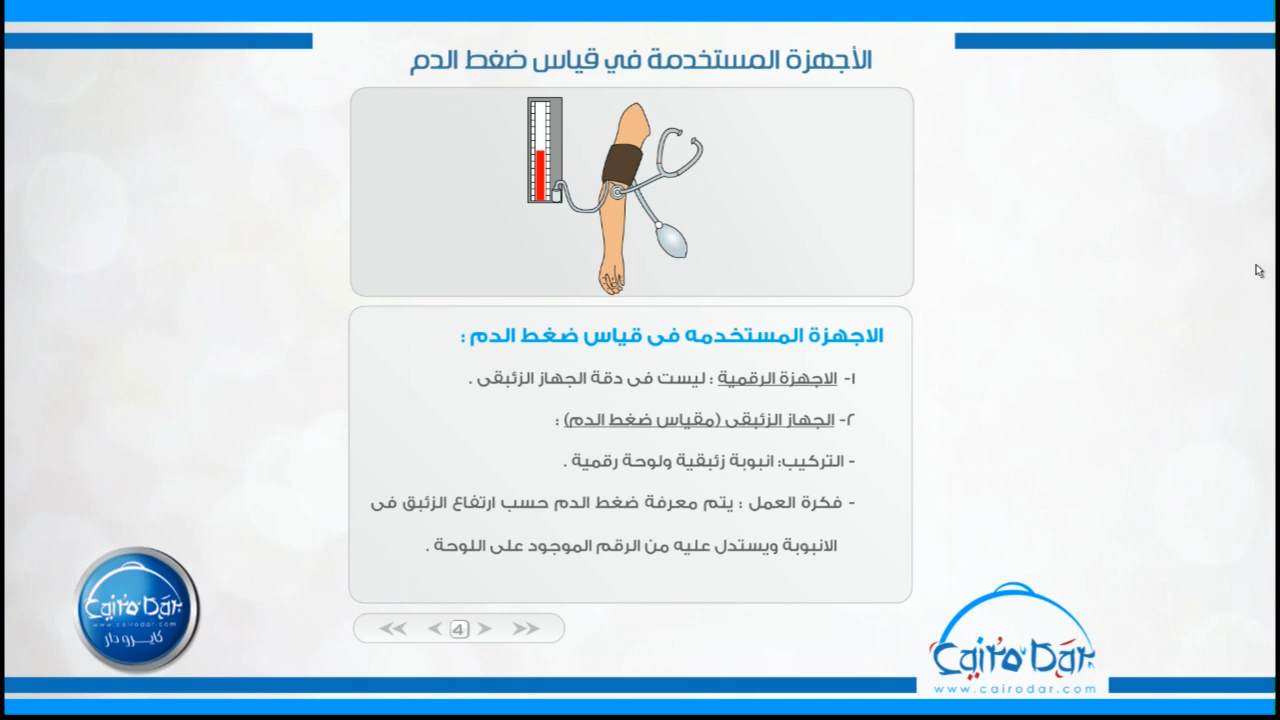 الأجهزة المستخدمة في قياس ضغط الدم
الاجهزة المستخدمه فى قياس ضغط الدم :
١- الاجهزة الرقمية : ليست فى دقة الجهاز الزئبقى .
٢- الجهاز الزئبقى (مقياس ضغط الدم) :
- التركيب: انبوبة زئبقية ولوحة رقمية .
- فكرة العمل : يتم معرفة ضغط الدم حسب ارتفاع الزئبق فى
الانبوبة ويستدل عليه من الرقم الموجود على اللوحة .
4
Cairo Dar
www.cairodar.com
كايرو دار
Cairo Dar
www.cairodar.com